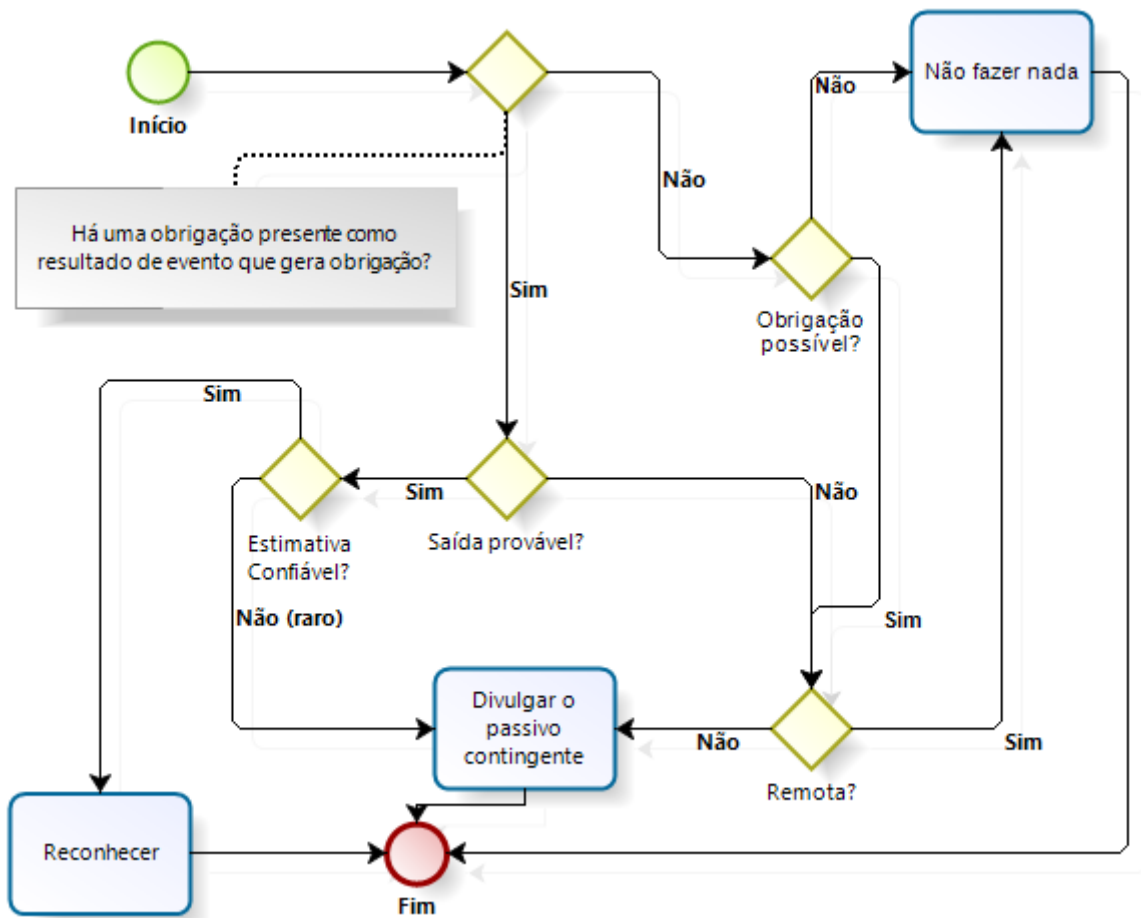 Início
Não fazer nada
Não
Não
Há uma obrigação presente como
resultado de evento que gera obrigação?
Sim
Obrigação
possível?
Sim
Sim
Não
Estimativa
Confiável?
Saída provável?
Não (raro)
Sim
Divulgar o
passivo
contingente
Não
Sim
Remota?
Reconhecer
Fim